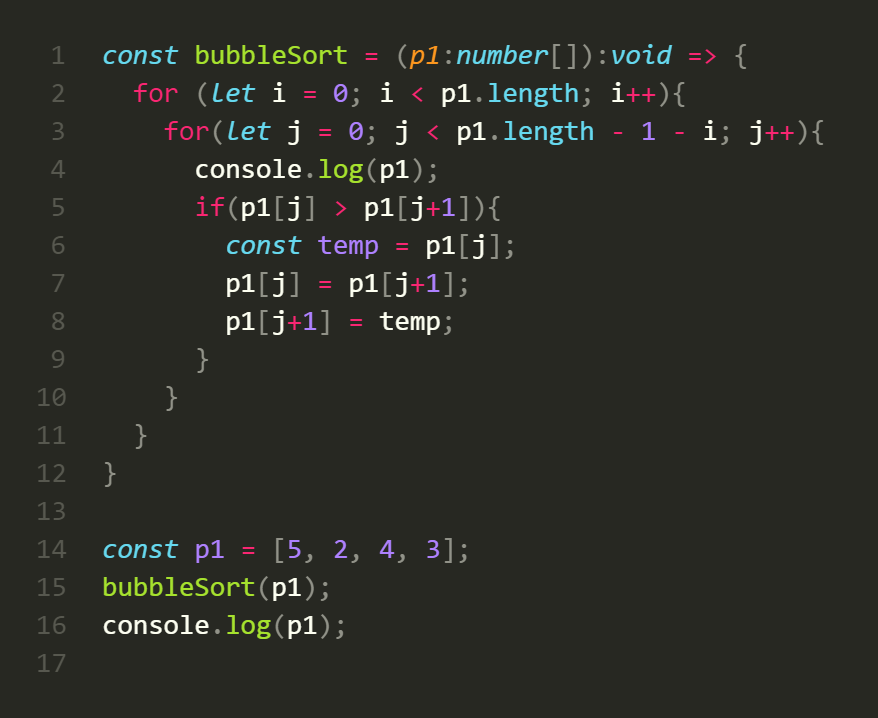 1 const bubbleSort = (p1:number[]):void => {
2   for (let i = 0; i < p1.length; i++){
3     for(let j = 0; j < p1.length - 1 - i; j++){
4       console.log(p1);
5       if(p1[j] > p1[j+1]){
6         const temp = p1[j];
7         p1[j] = p1[j+1];
8         p1[j+1] = temp;
9       }
10     }
11   }
12 }
13
14 const p1 = [5, 2, 4, 3];
15 bubbleSort(p1);
16 console.log(p1);
17